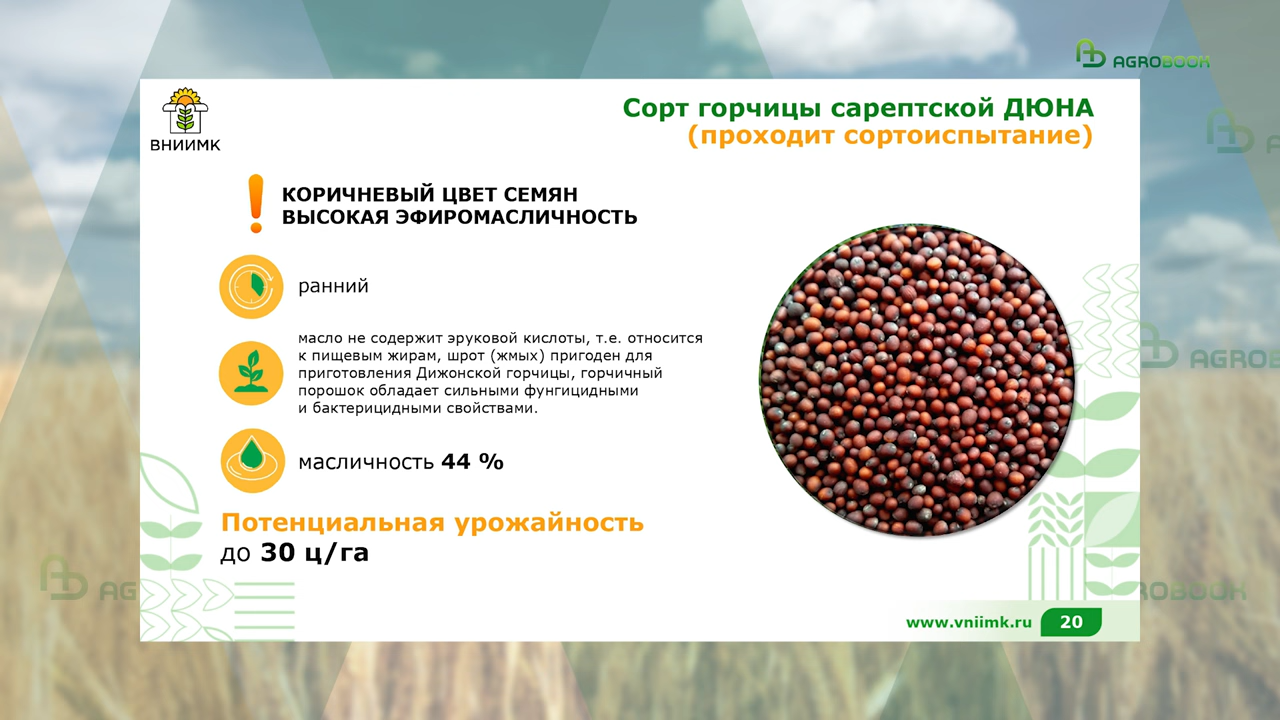 AGROBOOK
ВНИИМК
Сорт горчицы сарептской ДЮНА
(проходит сортоиспытание)
КОРИЧНЕВЫЙ ЦВЕТ СЕМЯН
ВЫСОКАЯ ЭФИРОМАСЛИЧНОСТЬ
ранний
масло не содержит эруковой кислоты, т.е. относится
к пищевым жирам, шрот (жмых) пригоден для
приготовления Дижонской горчицы, горчичный
порошок обладает сильными фунгицидными
и бактерицидными свойствами.
масличность 44 %
Потенциальная урожайность
до 30 ц/га
www.vniimk.ru 20